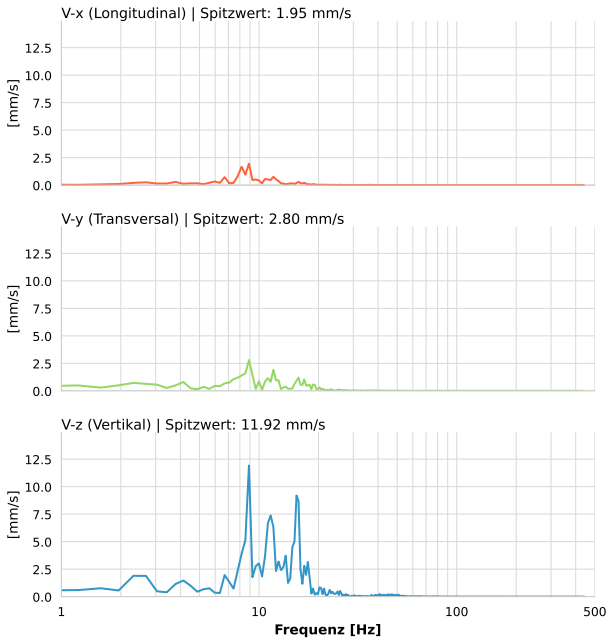 V-x (Longitudinal) | Spitzwert: 1.95 mm/s
12.5
10.0
7.5
5.0
2.5
0.0
[mm/s]
V-y (Transversal) | Spitzwert: 2.80 mm/s
12.5
10.0
7.5
5.0
2.5
0.0
[mm/s]
V-z (Vertikal) | Spitzwert: 11.92 mm/s
12.5
10.0
7.5
5.0
2.5
0.0
[mm/s]
1 10 100 500
Frequenz [Hz]